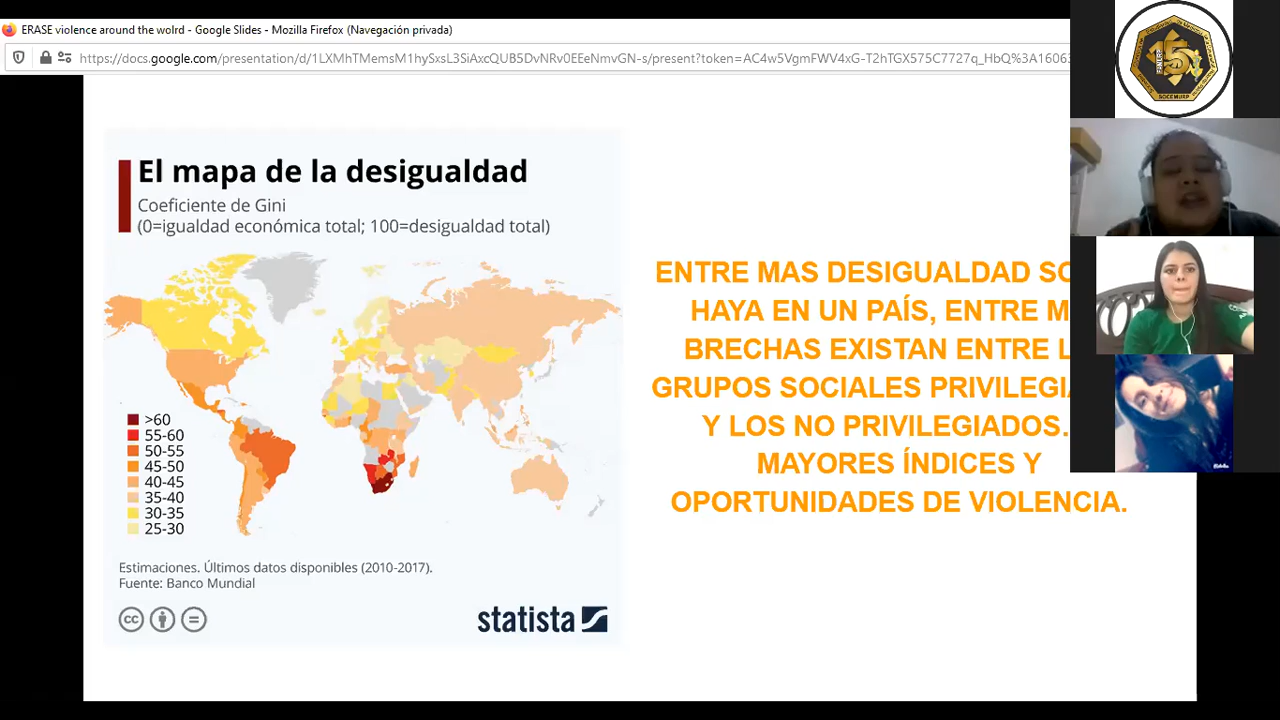 ERASE violence around the wolrd - Google Slides - Mozilla Firefox (Navegación privada)
https://docs.google.com/presentation/d/1LXMhTMemsM1hySxsL3SiAxcQUB5DvNRv0EEeNmvGN-s/present?token=AC4w5VgmFWV4xG-T2hTGX575C7727q_HbQ%3A16063
El mapa de la desigualdad
Coeficiente de Gini
(0=igualdad económica total; 100=desigualdad total)
>60
55-60
50-55
45-50
40-45
35-40
30-35
25-30
Estimaciones. Últimos datos disponibles (2010-2017).
Fuente: Banco Mundial
cc
statista
ENTRE MAS DESIGUALDAD SO
HAYA EN UN PAÍS, ENTRE M
BRECHAS EXISTAN ENTRE L
GRUPOS SOCIALES PRIVILEGI
Y LOS NO PRIVILEGIADOS.
MAYORES ÍNDICES Y
OPORTUNIDADES DE VIOLENCIA.
15
SOCEMURP